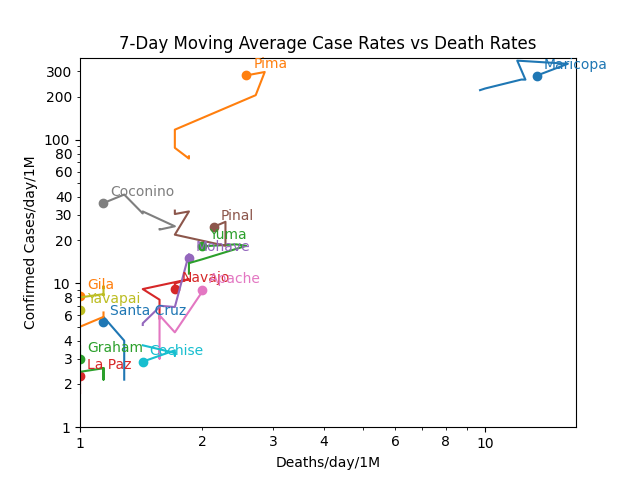 7-Day Moving Average Case Rates vs Death Rates
Pima
Maricopa
Coconino
Pinal
Yuma
Mohave
Navajo
Apache
Gila
Yavapai
Santa Cruz
Graham
Cochise
La Paz
Confirmed Cases/day/1M
300
200
100
80
60
40
30
20
10
8
6
4
3
2
1
1
2
3
4
6
8
10
Deaths/day/1M